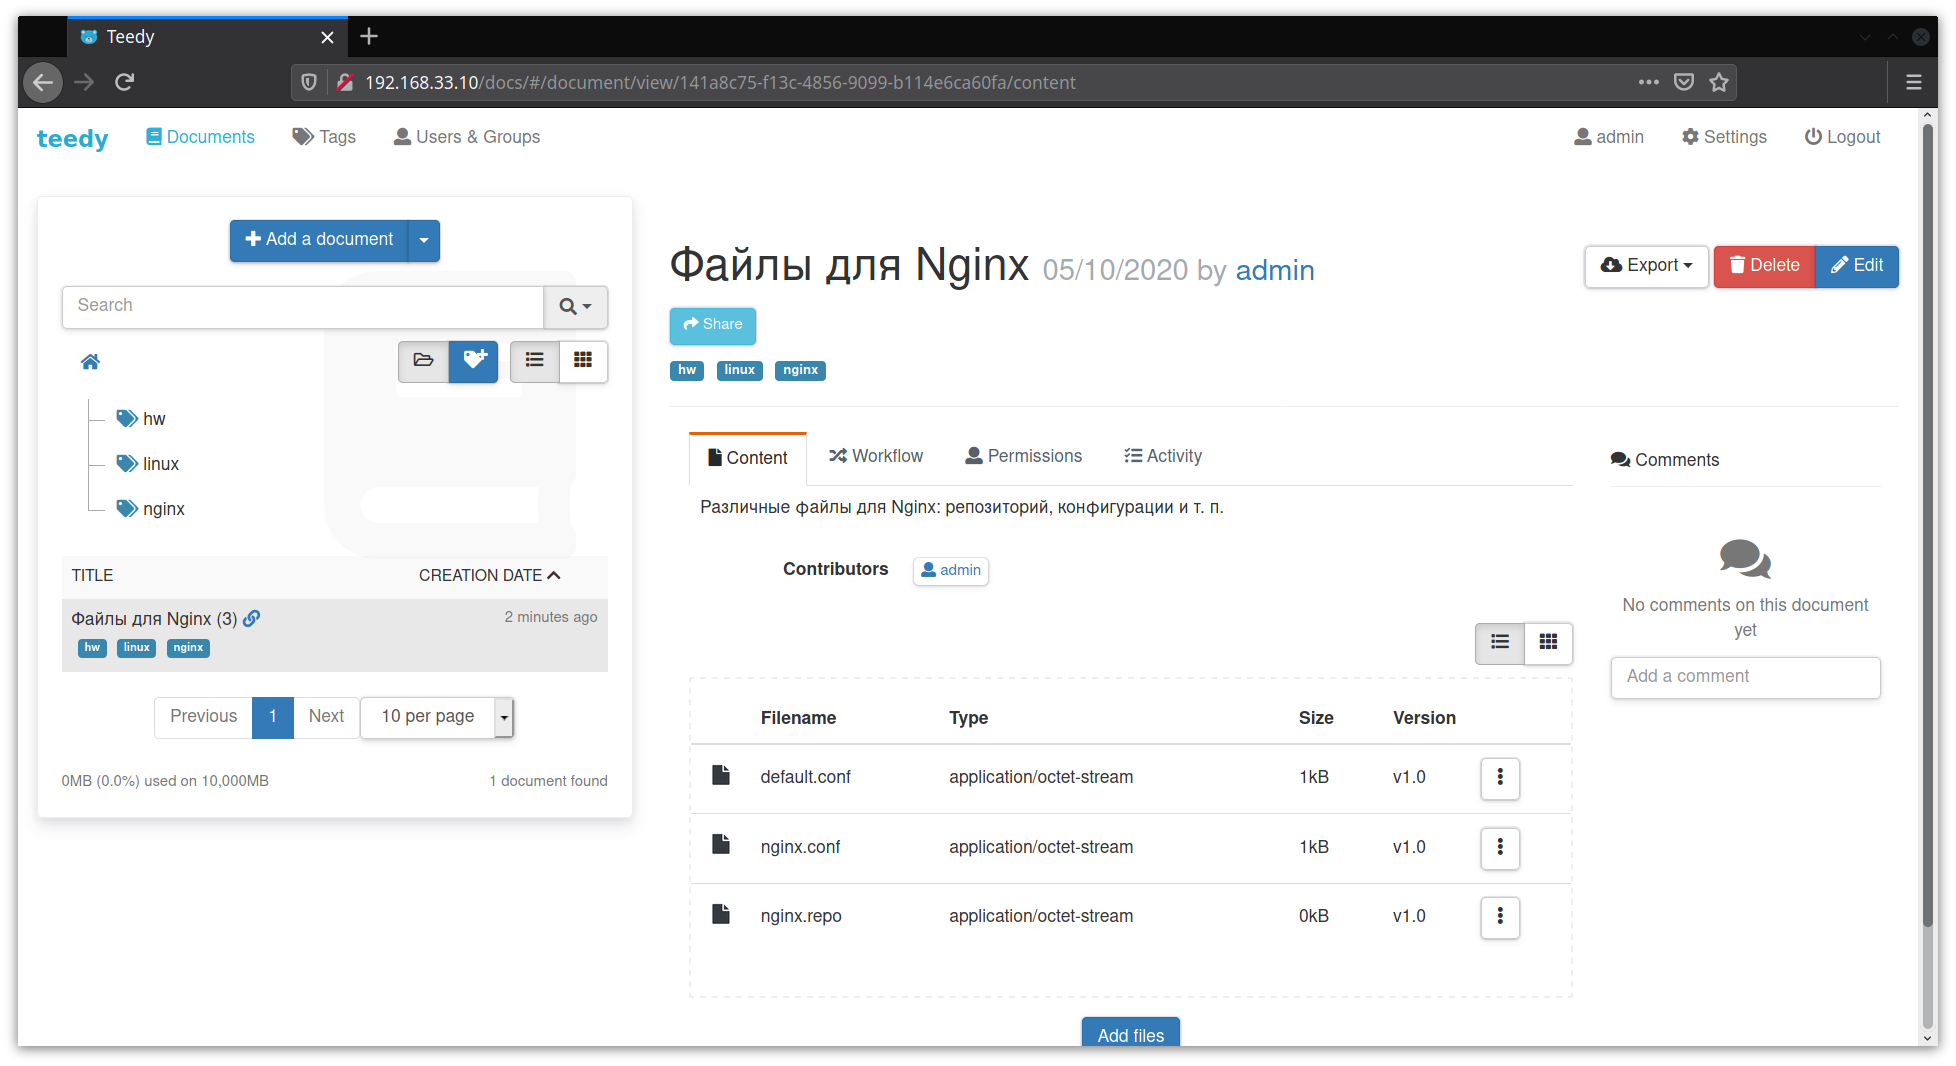 Teedy
192.168.33.10/docs/#/document/view/141a8c75-f13c-4856-9099-b114e6ca60fa/content
teedy Documents Tags Users & Groups admin Settings Logout
Add a document
Search
hw
linux
nginx
TITLE CREATION DATE
Файлы для Nginx (3) 2 minutes ago
hw linux nginx
Previous 1 Next 10 per page
0MB (0.0%) used on 10,000MB 1 document found
Файлы для Nginx 05/10/2020 by admin
Export Delete Edit
Share
hw linux nginx
Content Workflow Permissions Activity
Различные файлы для Nginx: репозиторий, конфигурации и т. п.
Contributors admin
Filename Type Size Version
default.conf application/octet-stream 1kB v1.0
nginx.conf application/octet-stream 1kB v1.0
nginx.repo application/octet-stream 0kB v1.0
Add files
Comments
No comments on this document
yet
Add a comment